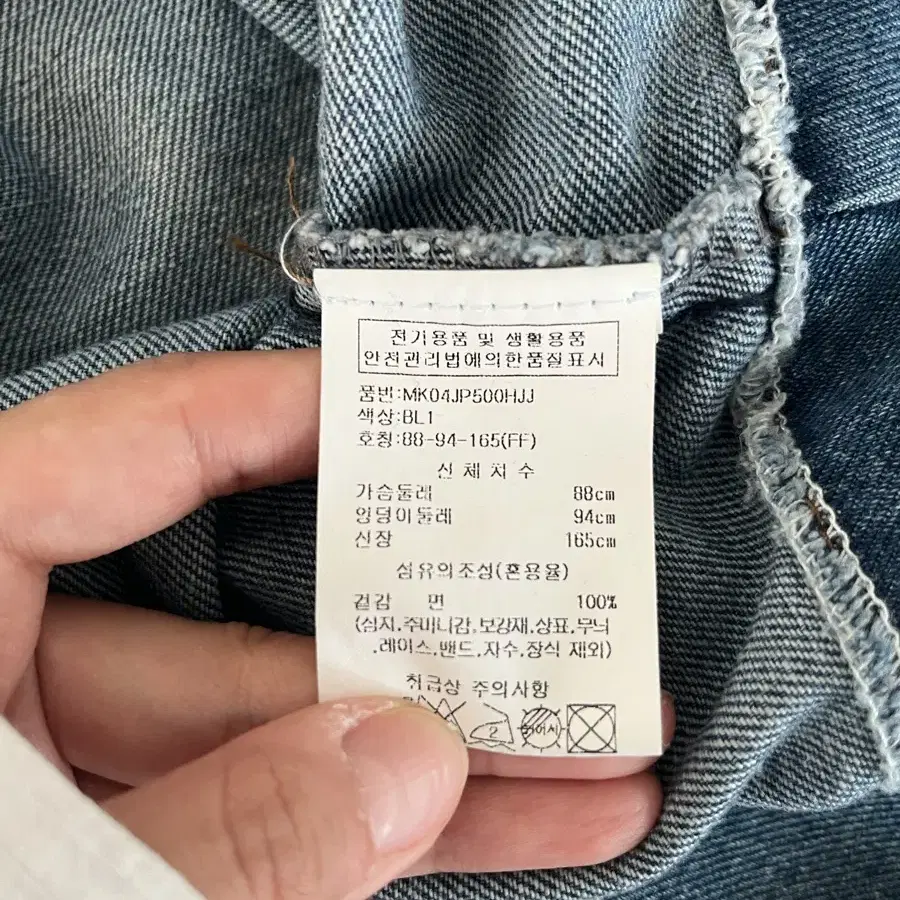 전기용품 및 생활용품
안전관리법에의한품질표시
품번:MK04JP500HJJ
색상:BL1
호칭:88-94-165(FF)
신체치수
가슴둘레 88cm
엉덩이둘레 94cm
신장 165cm
섬유의조성(혼용율)
겉감 면 100%
(심지,주머니감,보강재,상표,무늬
,레이스,밴드,자수,장식 제외)
취급상 주의사항
2